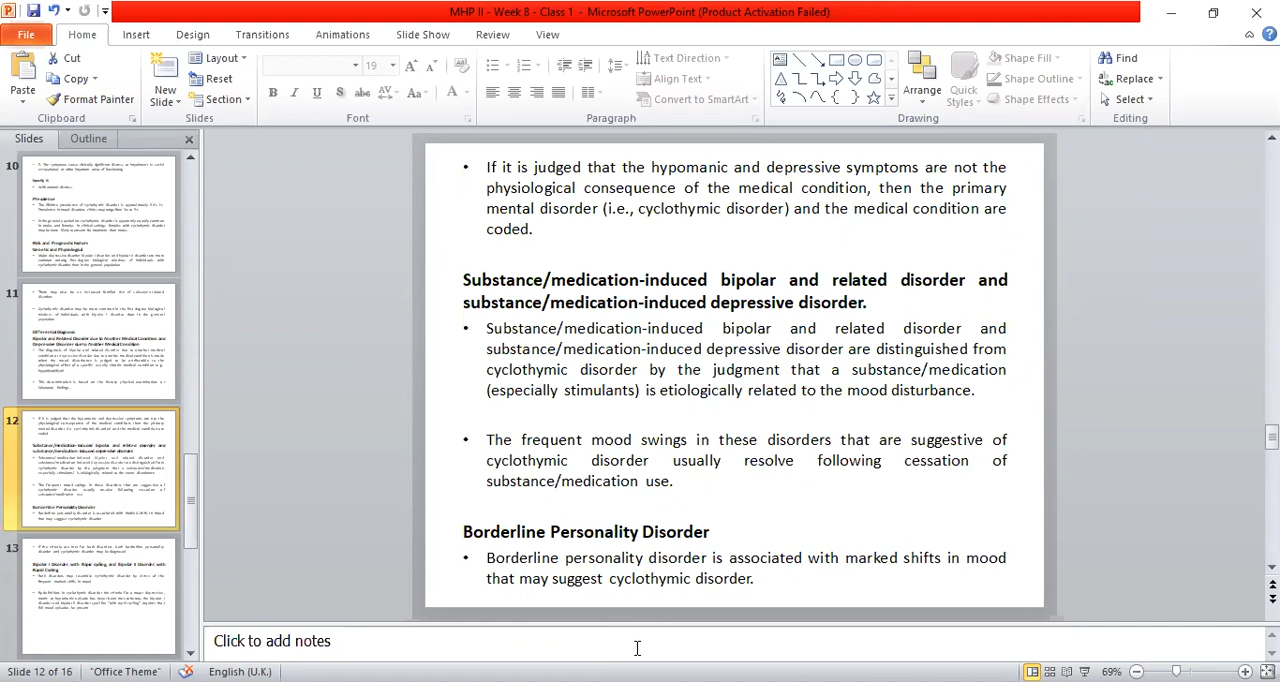 MHP II - Week 8 - Class 1 - Microsoft PowerPoint (Product Activation Failed)
File Home Insert Design Transitions Animations Slide Show Review View
Paste
Cut
Copy
Format Painter
Clipboard
New Slide
Layout
Reset
Section
Slides
19
Font
Text Direction
Align Text
Convert to SmartArt
Paragraph
Arrange
Quick Styles
Shape Fill
Shape Outline
Shape Effects
Drawing
Find
Replace
Select
Editing
Slides Outline
10
11
12
13
• If it is judged that the hypomanic and depressive symptoms are not the
physiological consequence of the medical condition, then the primary
mental disorder (i.e., cyclothymic disorder) and the medical condition are
coded.
Substance/medication-induced bipolar and related disorder and
substance/medication-induced depressive disorder.
• Substance/medication-induced bipolar and related disorder and
substance/medication-induced depressive disorder are distinguished from
cyclothymic disorder by the judgment that a substance/medication
(especially stimulants) is etiologically related to the mood disturbance.
• The frequent mood swings in these disorders that are suggestive of
cyclothymic disorder usually resolve following cessation of
substance/medication use.
Borderline Personality Disorder
• Borderline personality disorder is associated with marked shifts in mood
that may suggest cyclothymic disorder.
Click to add notes
Slide 12 of 16 "Office Theme" English (U.K.) 69%